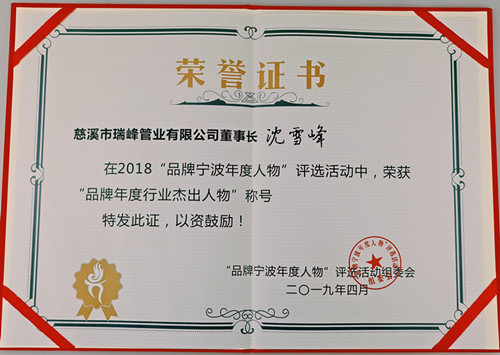 荣誉证书
慈溪市瑞峰管业有限公司董事长 沈雪峰
在2018“品牌宁波年度人物”评选活动中，荣获
“品牌年度行业杰出人物”称号
特发此证，以资鼓励！
“品牌宁波年度人物”评选活动组委会
二〇一九年四月